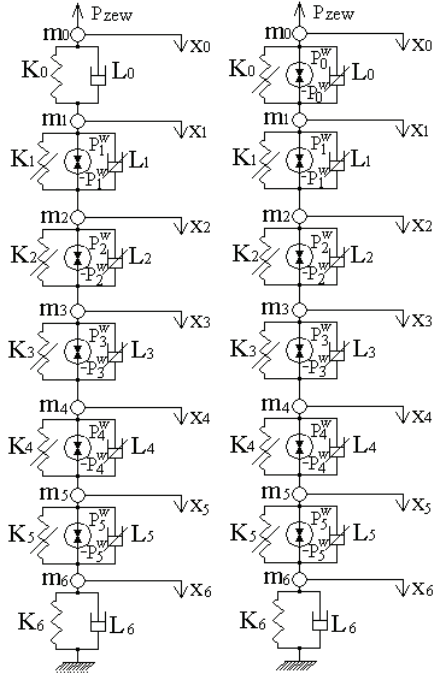 Pzew Pzew
m0 X0 m0 X0
K0 L0 K0 P0^W -P0^W L0
m1 X1 m1 X1
K1 P1^W -P1^W L1 K1 P1^W -P1^W L1
m2 X2 m2 X2
K2 P2^W -P2^W L2 K2 P2^W -P2^W L2
m3 X3 m3 X3
K3 P3^W -P3^W L3 K3 P3^W -P3^W L3
m4 X4 m4 X4
K4 P4^W -P4^W L4 K4 P4^W -P4^W L4
m5 X5 m5 X5
K5 P5^W -P5^W L5 K5 P5^W -P5^W L5
m6 X6 m6 X6
K6 L6 K6 L6